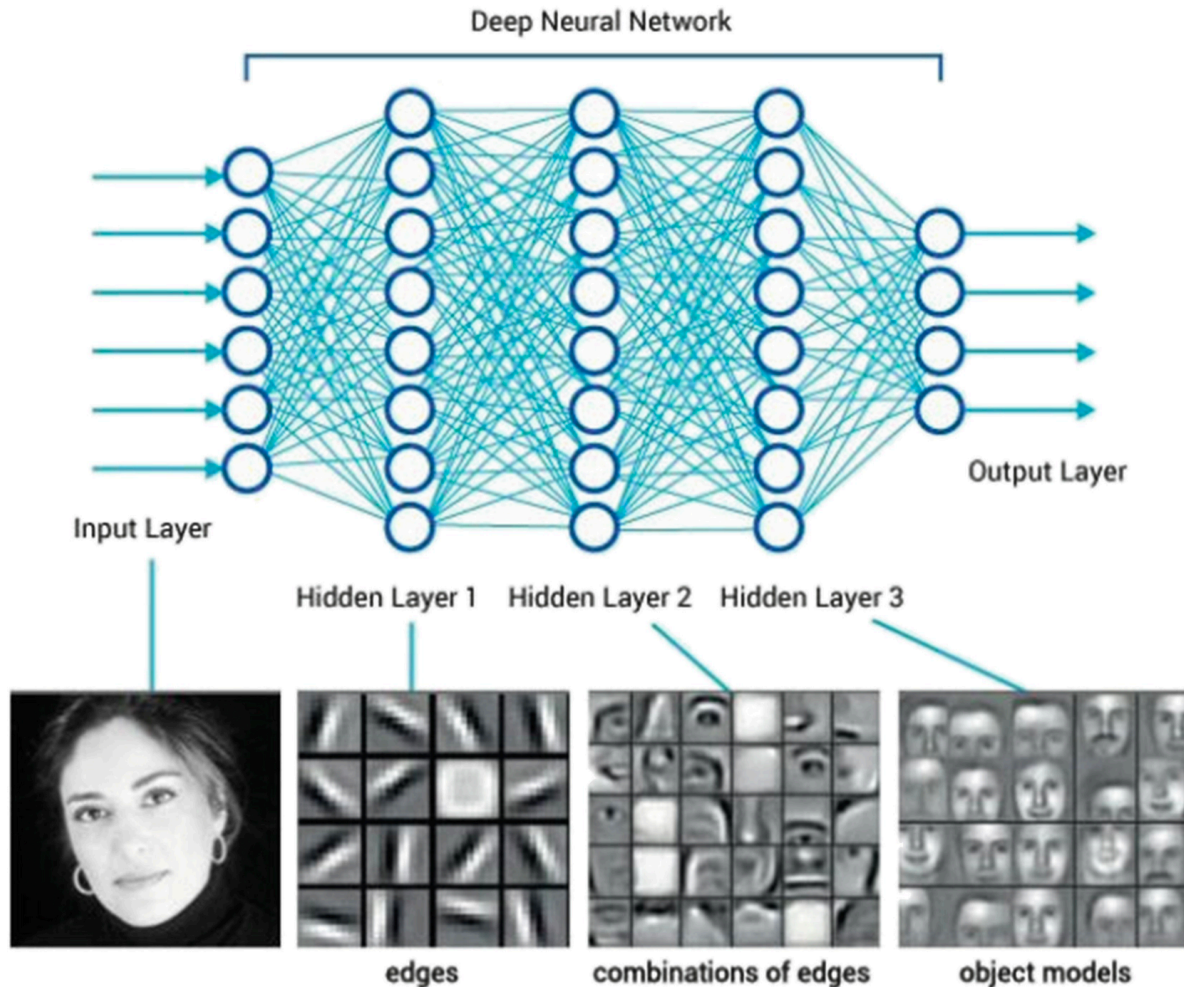 Deep Neural Network
Output Layer
Input Layer
Hidden Layer 1
Hidden Layer 2
Hidden Layer 3
edges
combinations of edges
object models